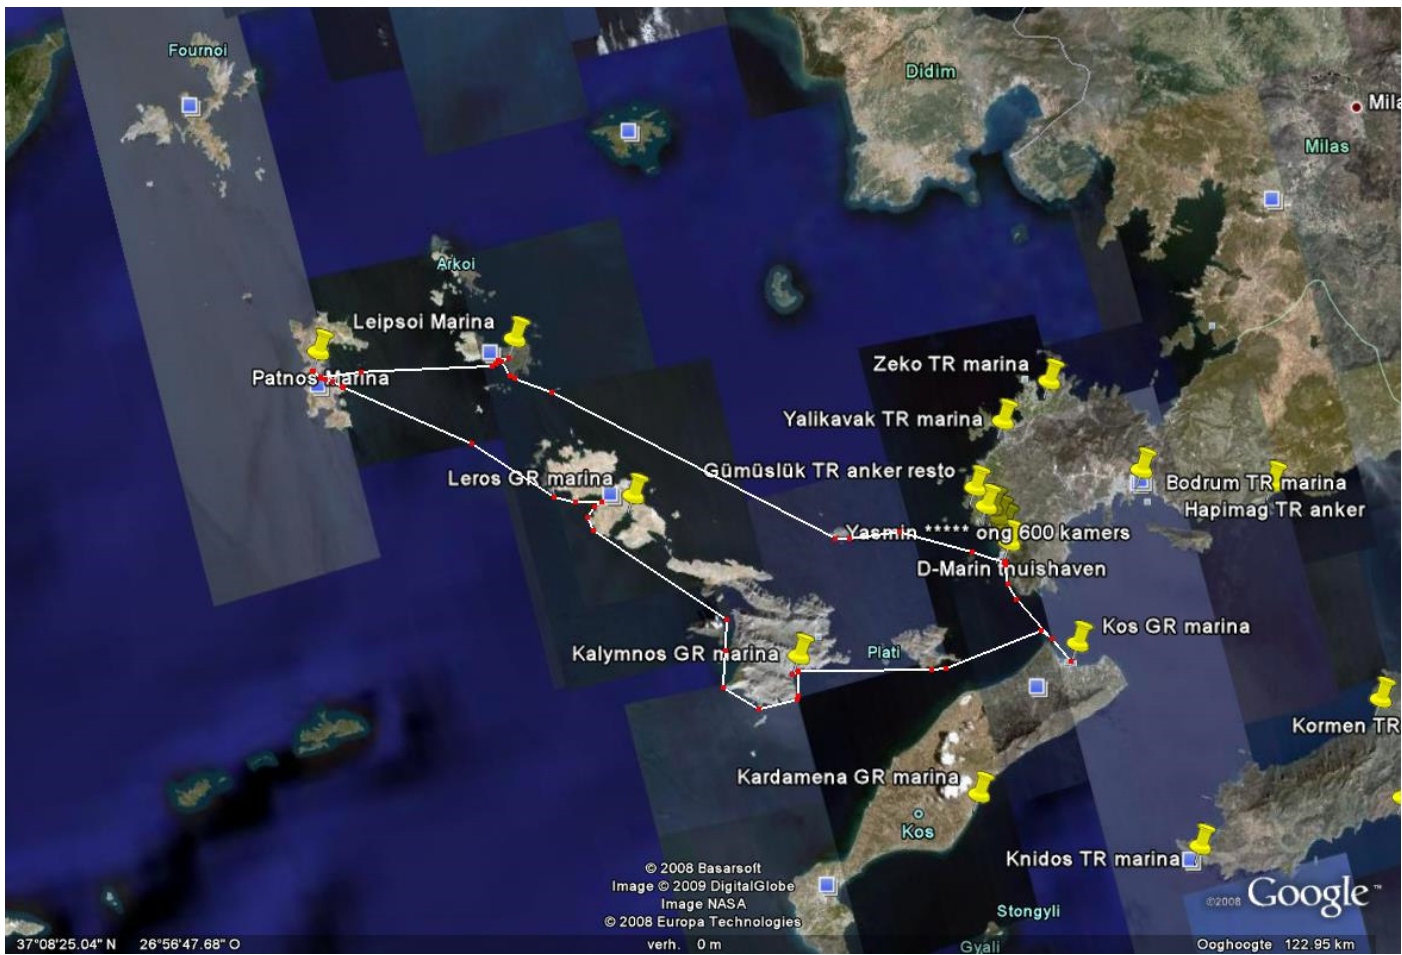 Fournoi
Didim
Mila
Milas
Arkoi
Leipsoi Marina
Patnos Marina
Zeko TR marina
Yalikavak TR marina
Gümüslük TR anker resto
Leros GR marina
Bodrum TR marina
Hapimag TR anker
Yasmin ***** ong 600 kamers
D-Marin thuishaven
Kos GR marina
Kalymnos GR marina
Plati
Kormen TR
Kardamena GR marina
Kos
Knidos TR marina
© 2008 Basarsoft
Image © 2009 DigitalGlobe
Image NASA
© 2008 Europa Technologies
©2008 Google™
Stongyli
Gyali
37°08'25.04" N 26°56'47.68" O
verh. 0 m
Ooghoogte 122.95 km